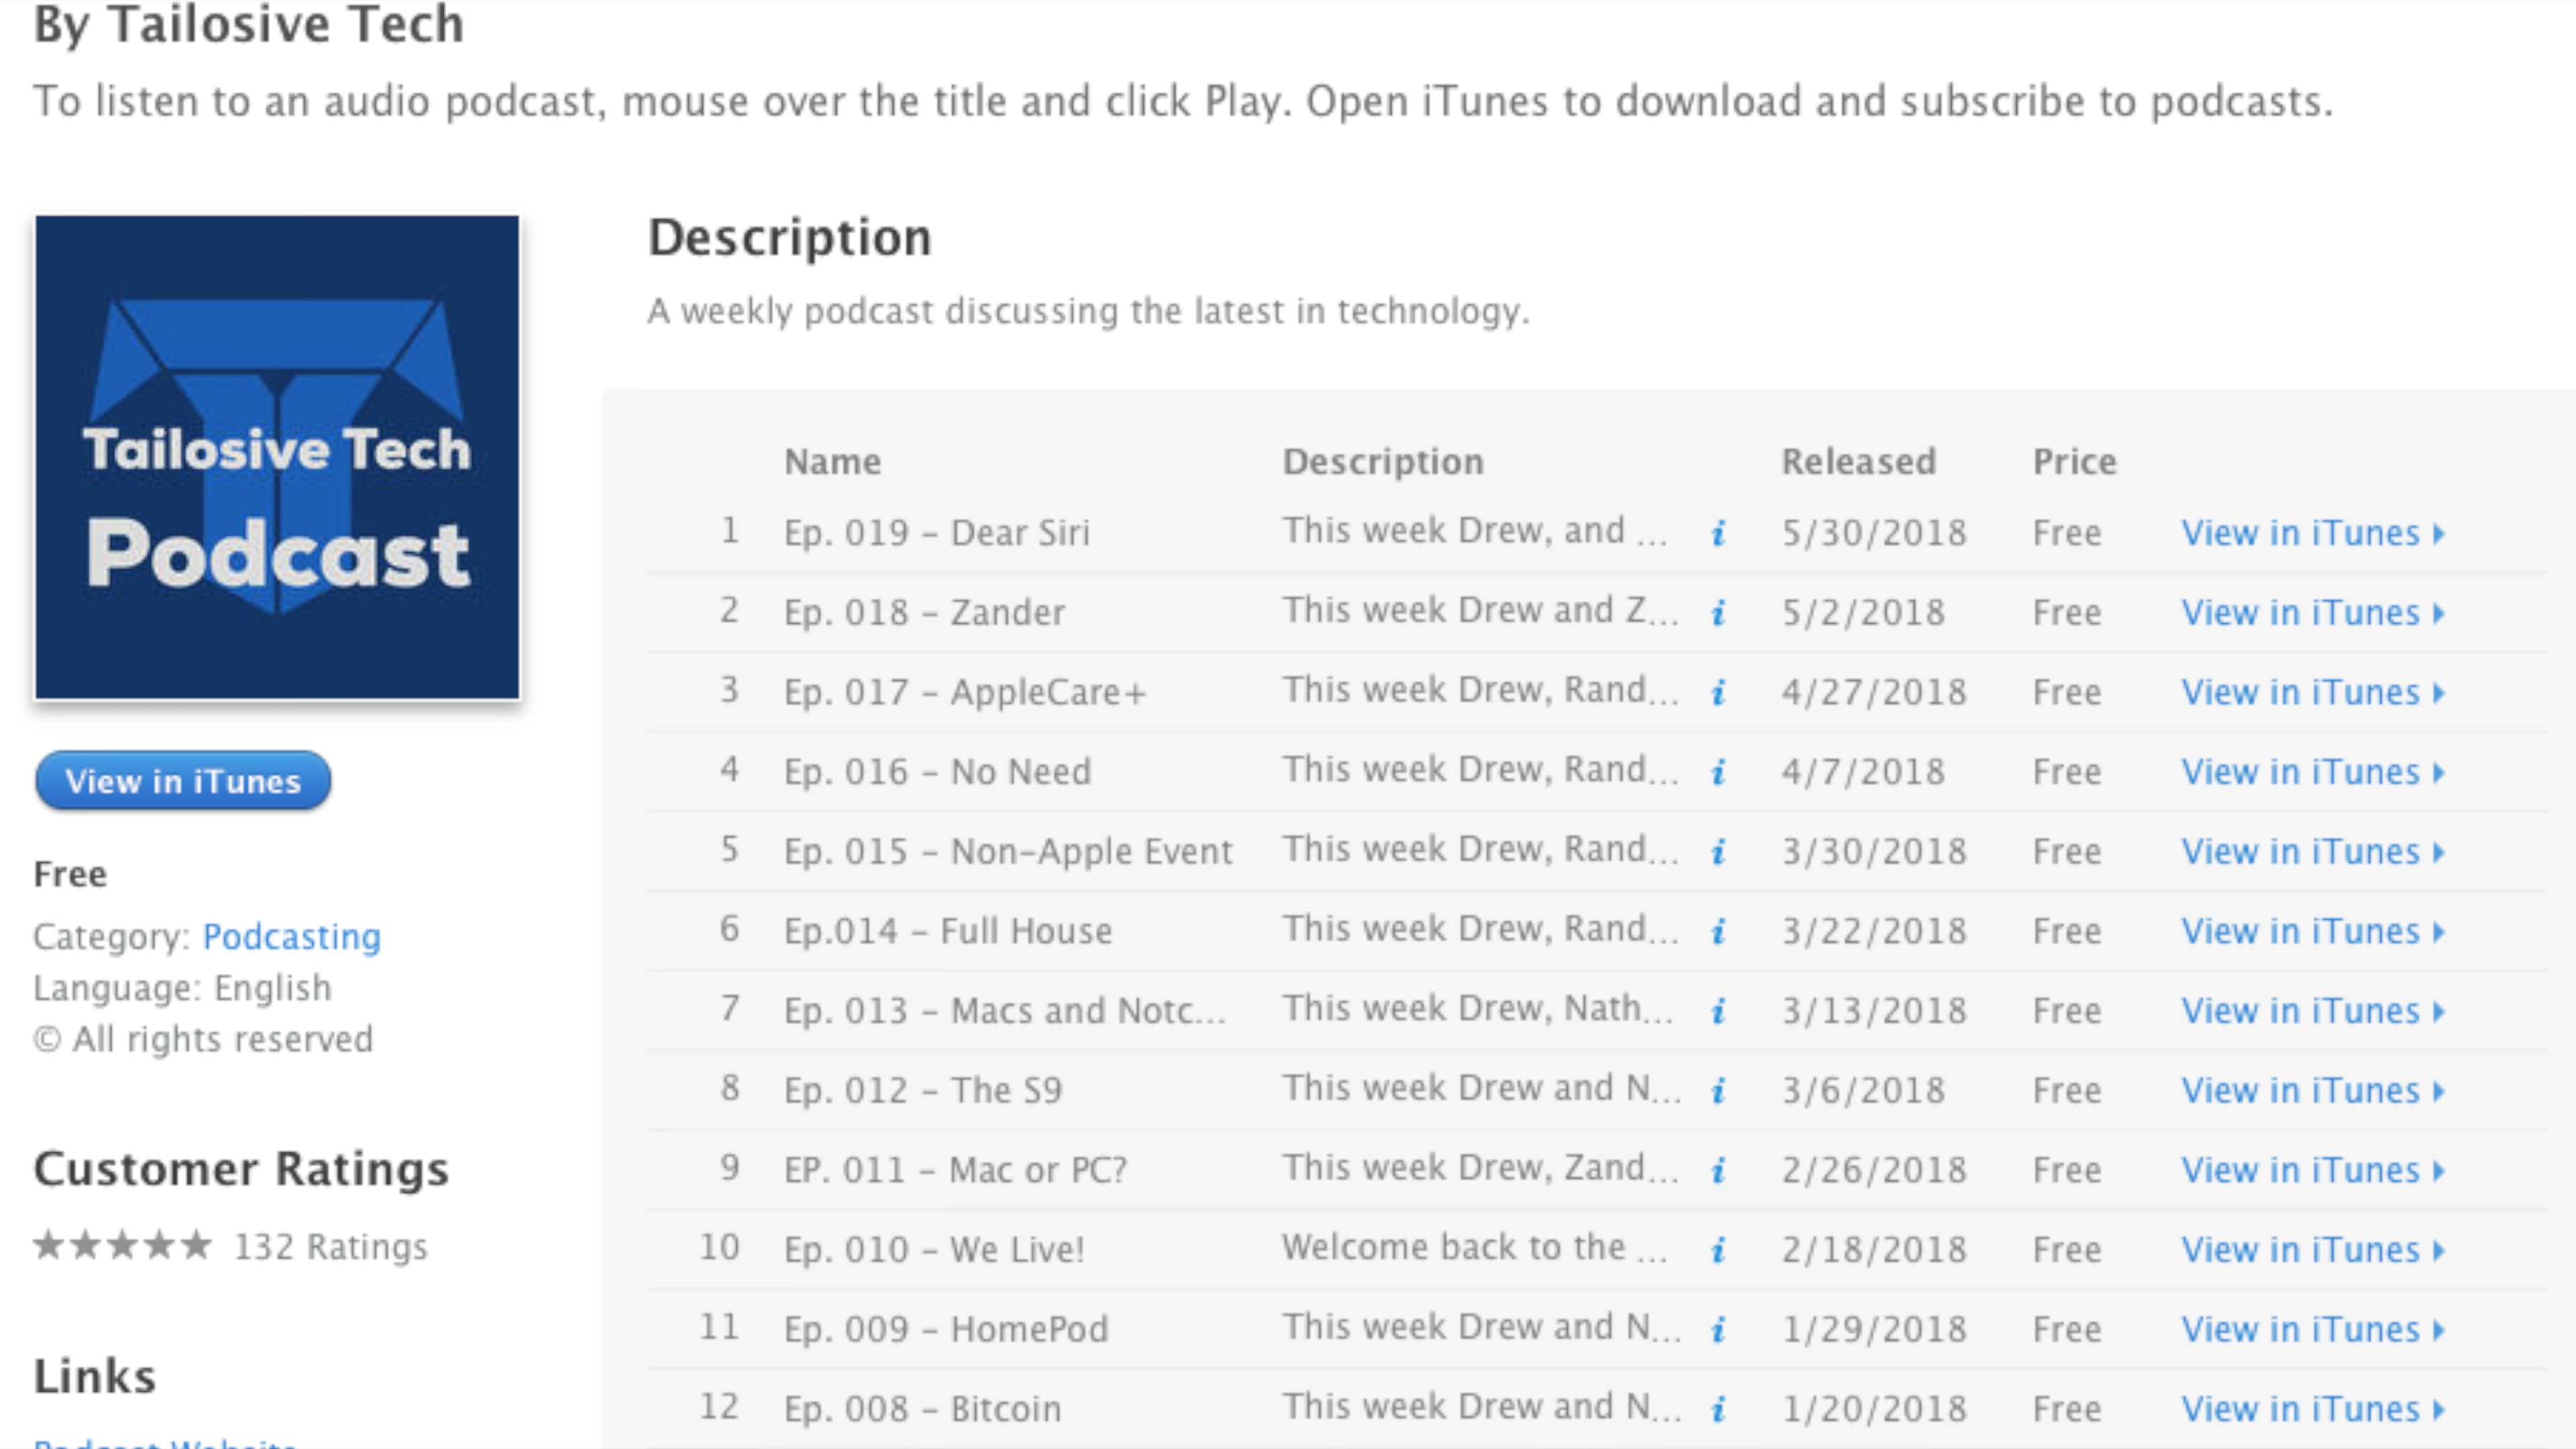 By Tailosive Tech
To listen to an audio podcast, mouse over the title and click Play. Open iTunes to download and subscribe to podcasts.
Tailosive Tech
Podcast
View in iTunes
Free
Category: Podcasting
Language: English
© All rights reserved
Customer Ratings
★★★★★ 132 Ratings
Links
Podcast Website
Description
A weekly podcast discussing the latest in technology.
Name Description Released Price
1 Ep. 019 – Dear Siri This week Drew, and ... i 5/30/2018 Free View in iTunes
2 Ep. 018 – Zander This week Drew and Z... i 5/2/2018 Free View in iTunes
3 Ep. 017 – AppleCare+ This week Drew, Rand... i 4/27/2018 Free View in iTunes
4 Ep. 016 – No Need This week Drew, Rand... i 4/7/2018 Free View in iTunes
5 Ep. 015 – Non-Apple Event This week Drew, Rand... i 3/30/2018 Free View in iTunes
6 Ep.014 – Full House This week Drew, Rand... i 3/22/2018 Free View in iTunes
7 Ep. 013 – Macs and Notc... This week Drew, Nath... i 3/13/2018 Free View in iTunes
8 Ep. 012 – The S9 This week Drew and N... i 3/6/2018 Free View in iTunes
9 EP. 011 – Mac or PC? This week Drew, Zand... i 2/26/2018 Free View in iTunes
10 Ep. 010 – We Live! Welcome back to the ... i 2/18/2018 Free View in iTunes
11 Ep. 009 – HomePod This week Drew and N... i 1/29/2018 Free View in iTunes
12 Ep. 008 – Bitcoin This week Drew and N... i 1/20/2018 Free View in iTunes